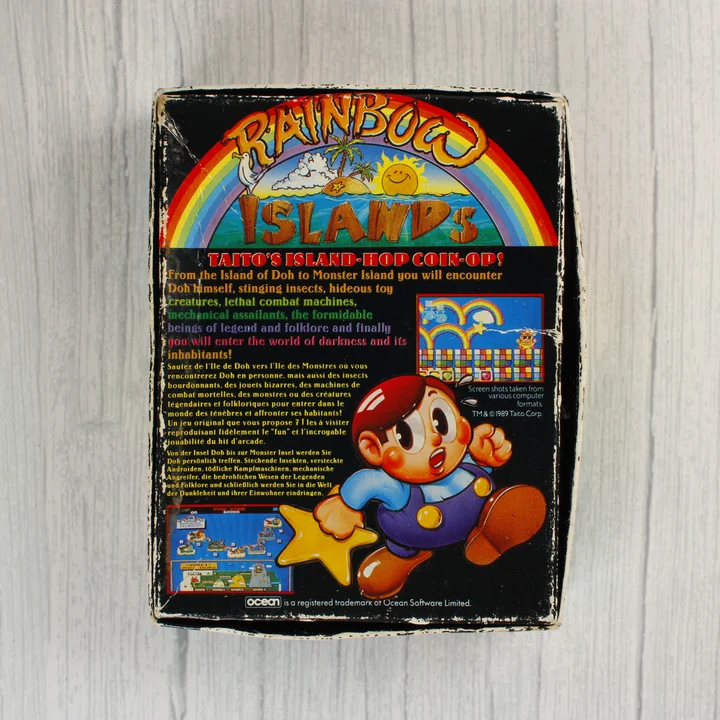 RAINBOW
ISLANDS
TAITO'S ISLAND-HOP COIN-OP!
From the Island of Doh to Monster Island you will encounter
Doh himself, stinging insects, hideous toy
creatures, lethal combat machines,
mechanical assailants, the formidable
beings of legend and folklore and finally
you will enter the world of darkness and its
inhabitants!
Sautez de l'Ile de Doh vers l'Ile des Monstres où vous
rencontrerez Doh en personne, mais aussi des insects
bourdonnants, des jouets bizarres, des machines de
combat mortelles, des monstres ou des créatures
légendaires et folkloriques pour entrer dans le
monde des ténèbres et affronter ses habitants!
Un jeu original que vous propose 7 l les à visiter
reproduisant fidèlement le "fun" et l'incroyable
jouabilité du hit d'arcade.
Von der Insel Doh bis zur Monster Insel werden Sie
Doh persönlich treffen. Stechende Insekten, versteckte
Androiden, tödliche Kampfmaschinen, mechanische
Angreifer, die bedrohlichen Wesen der Legenden
und Folklore und schließlich werden Sie in die Welt
der Dunkleheit und ihrer Einwohner eindringen.
Screen shots taken from
various computer
formats.
TM & © 1989 Taito Corp.
ocean is a registered trademark of Ocean Software Limited.